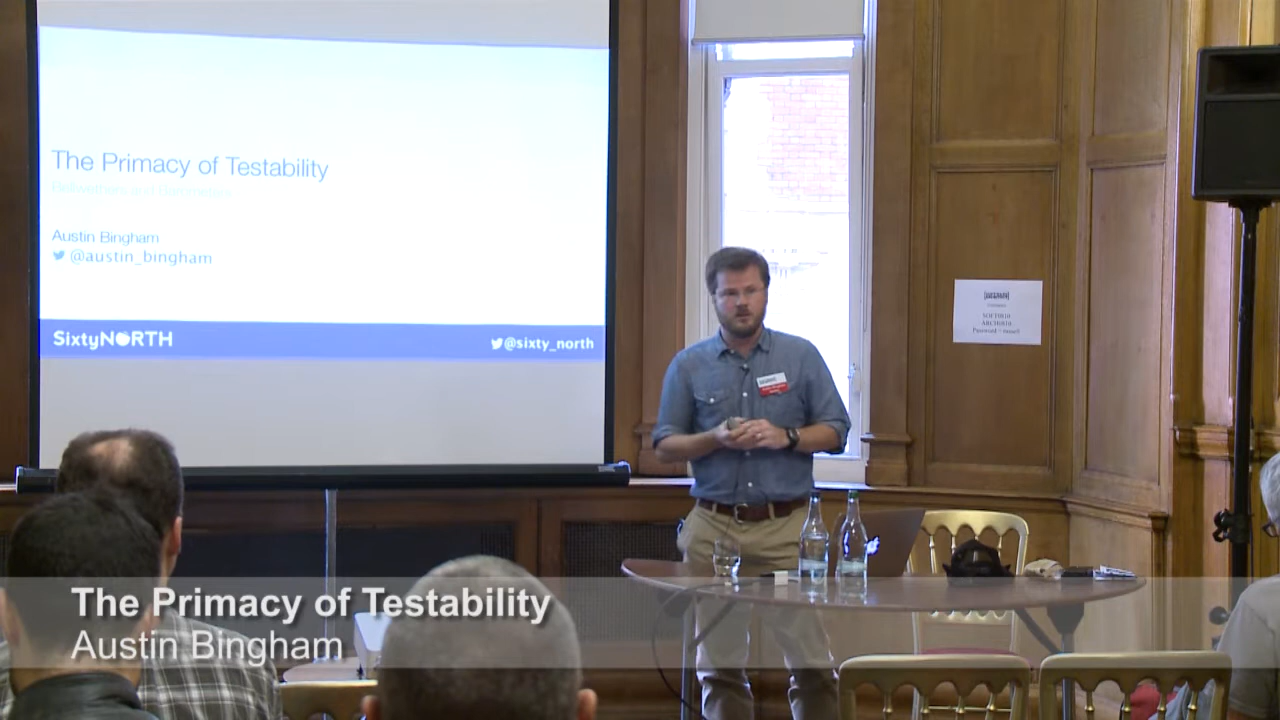 The Primacy of Testability
Austin Bingham
@austin_bingham
SixtyNORTH
@sixty_north
The Primacy of Testability
Austin Bingham